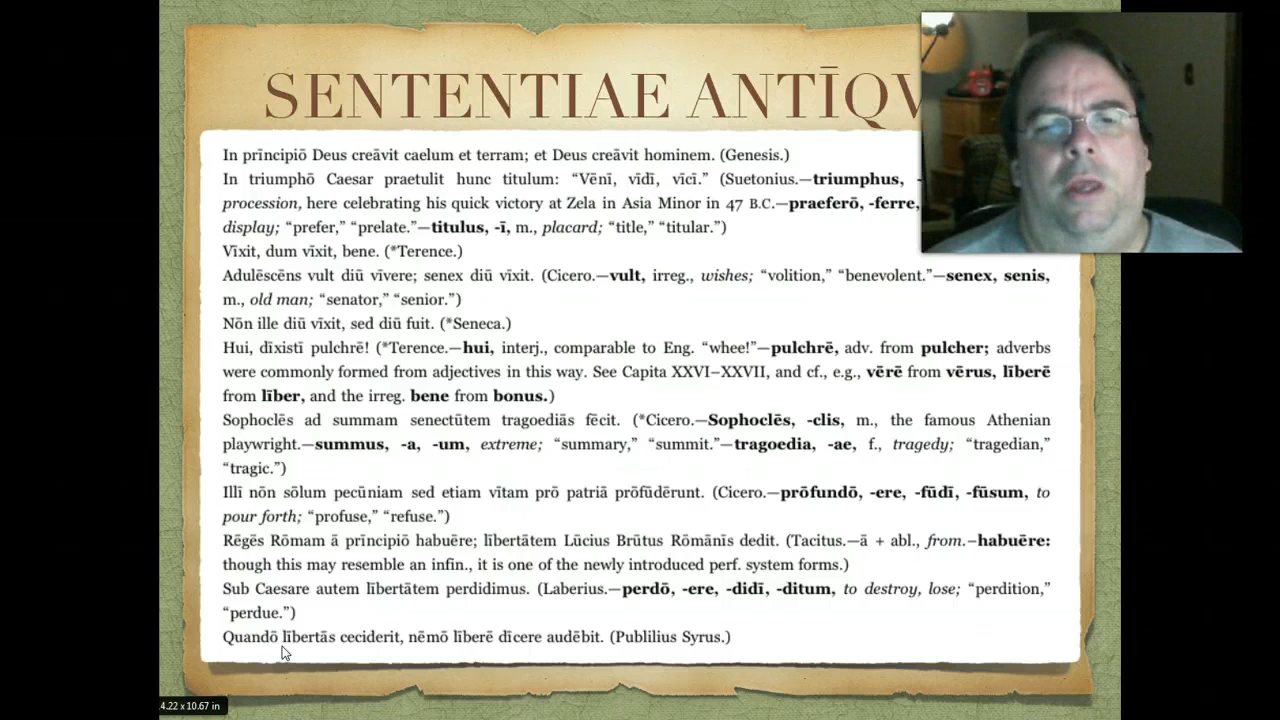 SENTENTIAE ANTĪQV
In prīncipiō Deus creāvit caelum et terram; et Deus creāvit hominem. (Genesis.)
In triumphō Caesar praetulit hunc titulum: “Vēnī, vīdī, vīcī.” (Suetonius.—triumphus, -
procession, here celebrating his quick victory at Zela in Asia Minor in 47 B.C.—praeferō, -ferre,
display; “prefer,” “prelate.”—titulus, -ī, m., placard; “title,” “titular.”)
Vīxit, dum vīxit, bene. (*Terence.)
Adulēscēns vult diū vīvere; senex diū vīxit. (Cicero.—vult, irreg., wishes; “volition,” “benevolent.”—senex, senis,
m., old man; “senator,” “senior.”)
Nōn ille diū vīxit, sed diū fuit. (*Seneca.)
Hui, dīxistī pulchrē! (*Terence.—hui, interj., comparable to Eng. “whee!”—pulchrē, adv. from pulcher; adverbs
were commonly formed from adjectives in this way. See Capita XXVI–XXVII, and cf., e.g., vērē from vērus, līberē
from līber, and the irreg. bene from bonus.)
Sophoclēs ad summam senectūtem tragoediās fēcit. (*Cicero.—Sophoclēs, -clis, m., the famous Athenian
playwright.—summus, -a, -um, extreme; “summary,” “summit.”—tragoedia, -ae, f., tragedy; “tragedian,”
“tragic.”)
Illī nōn sōlum pecūniam sed etiam vītam prō patriā prōfūdērunt. (Cicero.—prōfundō, -ere, -fūdī, -fūsum, to
pour forth; “profuse,” “refuse.”)
Rēgēs Rōmam ā prīncipiō habuēre; lībertātem Lūcius Brūtus Rōmānīs dedit. (Tacitus.—ā + abl., from.–habuēre:
though this may resemble an infin., it is one of the newly introduced perf. system forms.)
Sub Caesare autem lībertātem perdidimus. (Laberius.—perdō, -ere, -didī, -ditum, to destroy, lose; “perdition,”
“perdue.”)
Quandō lībertās ceciderit, nēmō līberē dīcere audēbit. (Publilius Syrus.)
4.22 x 10.67 in